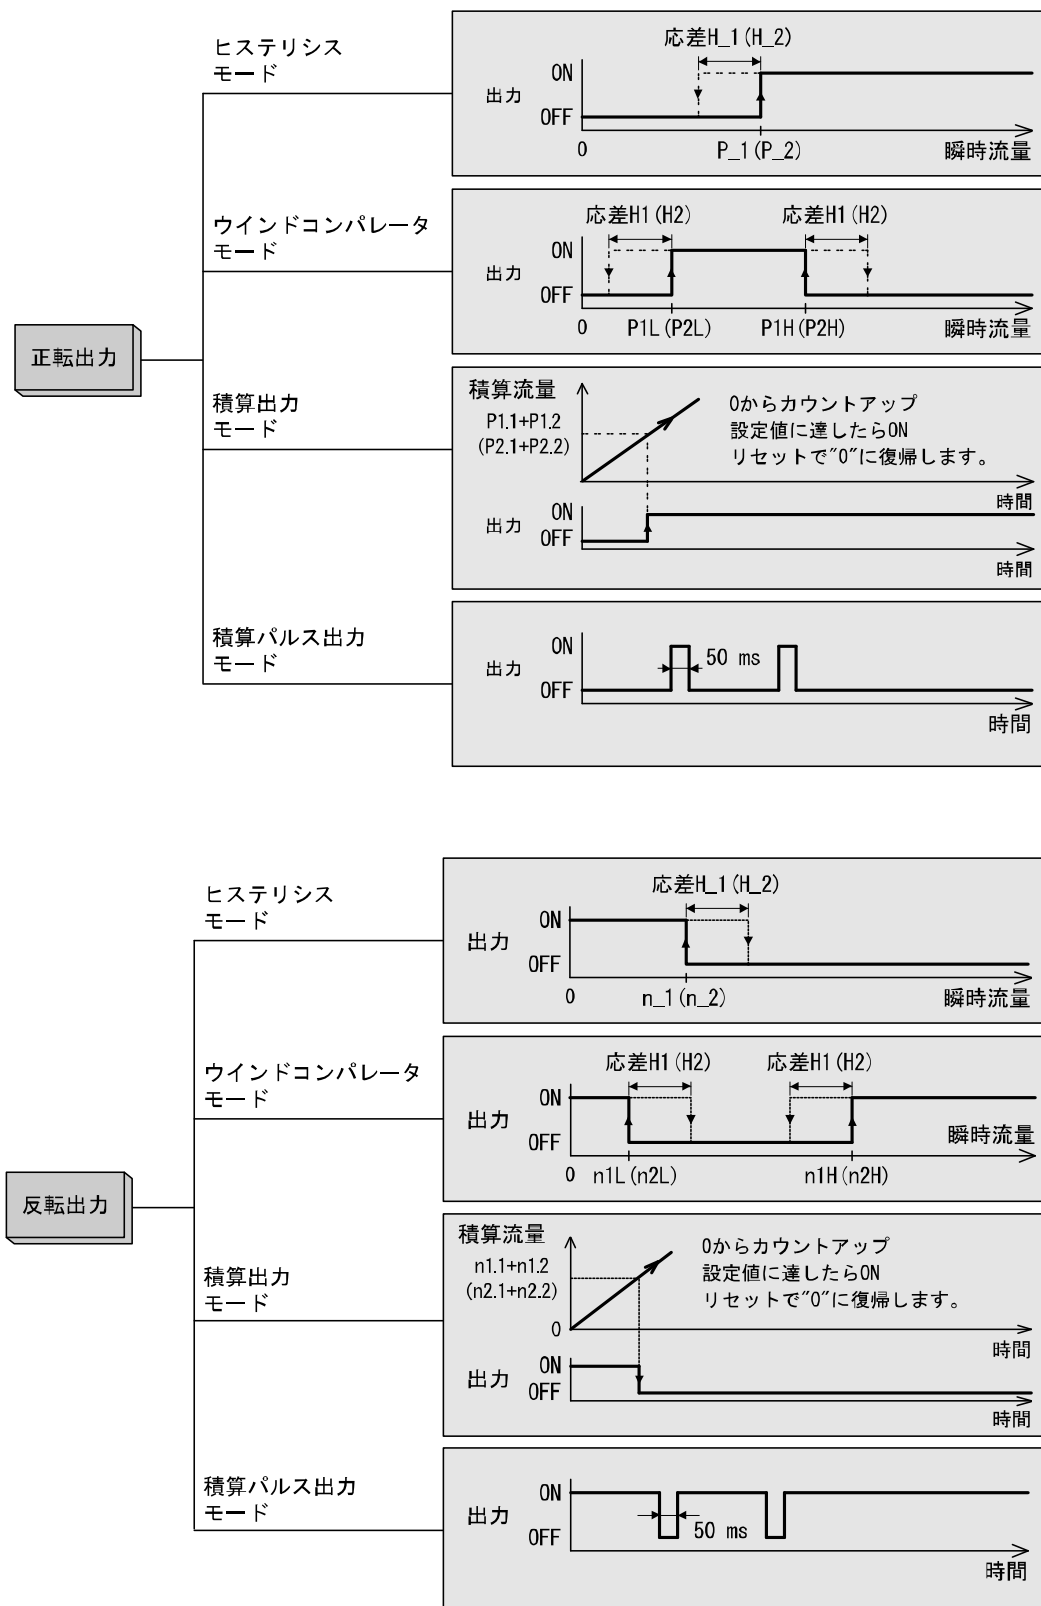 正転出力
ヒステリシス
モード
応差H_1(H_2)
ON
出力
OFF
0
P_1(P_2)
瞬時流量
ウインドコンパレータ
モード
応差H1(H2)
応差H1(H2)
ON
出力
OFF
0
P1L(P2L)
P1H(P2H)
瞬時流量
積算出力
モード
積算流量
P1.1+P1.2
(P2.1+P2.2)
0からカウントアップ
設定値に達したらON
リセットで"0"に復帰します。
時間
ON
出力
OFF
時間
積算パルス出力
モード
ON
出力
OFF
50 ms
時間
反転出力
ヒステリシス
モード
応差H_1(H_2)
ON
出力
OFF
0
n_1(n_2)
瞬時流量
ウインドコンパレータ
モード
応差H1(H2)
応差H1(H2)
ON
出力
OFF
瞬時流量
0
n1L(n2L)
n1H(n2H)
積算出力
モード
積算流量
n1.1+n1.2
(n2.1+n2.2)
0
0からカウントアップ
設定値に達したらON
リセットで"0"に復帰します。
時間
ON
出力
OFF
時間
積算パルス出力
モード
ON
出力
OFF
50 ms
時間